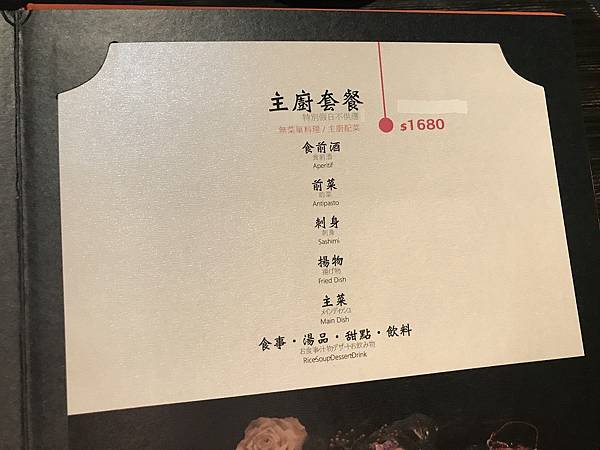 主廚套餐
特別假日不供應
無菜單料理 / 主廚配菜
$1680
食前酒
食前酒
Aperitif
前菜
前菜
Antipasto
刺身
刺身
Sashimi
揚物
揚げ物
Fried Dish
主菜
メインディッシュ
Main Dish
食事・湯品・甜點・飲料
お食事汁物デザートお飲み物
RiceSoupDessertDrink